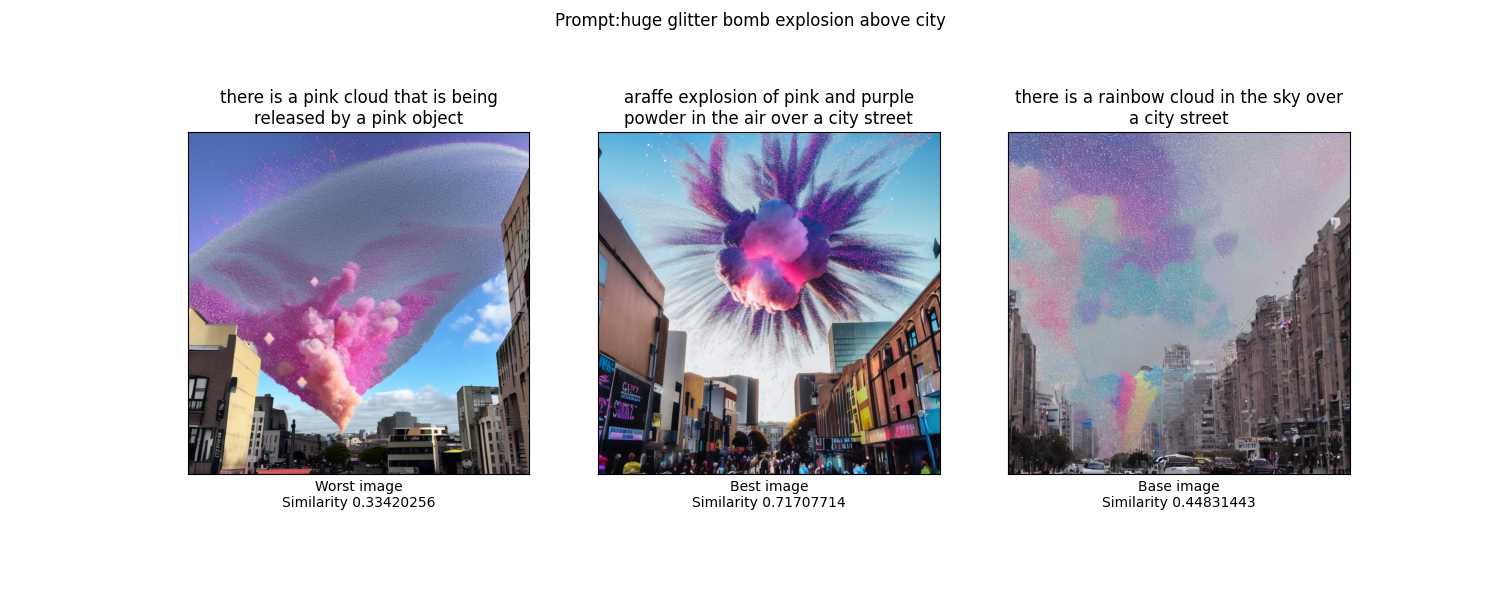 Prompt:huge glitter bomb explosion above city
there is a pink cloud that is being
released by a pink object
araffe explosion of pink and purple
powder in the air over a city street
there is a rainbow cloud in the sky over
a city street
Worst image
Similarity 0.33420256
Best image
Similarity 0.71707714
Base image
Similarity 0.44831443